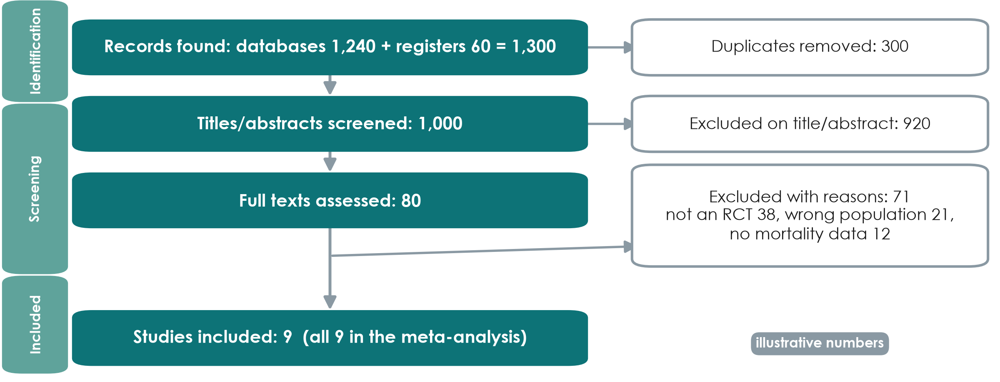 Identification
Records found: databases 1,240 + registers 60 = 1,300
Duplicates removed: 300
Screening
Titles/abstracts screened: 1,000
Excluded on title/abstract: 920
Full texts assessed: 80
Excluded with reasons: 71
not an RCT 38, wrong population 21,
no mortality data 12
Included
Studies included: 9 (all 9 in the meta-analysis)
illustrative numbers